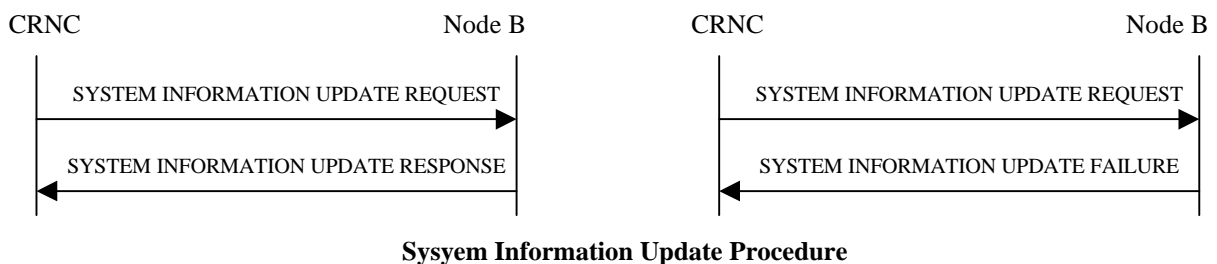 CRNC Node B CRNC Node B
SYSTEM INFORMATION UPDATE REQUEST SYSTEM INFORMATION UPDATE REQUEST
SYSTEM INFORMATION UPDATE RESPONSE SYSTEM INFORMATION UPDATE FAILURE
Sysyem Information Update Procedure